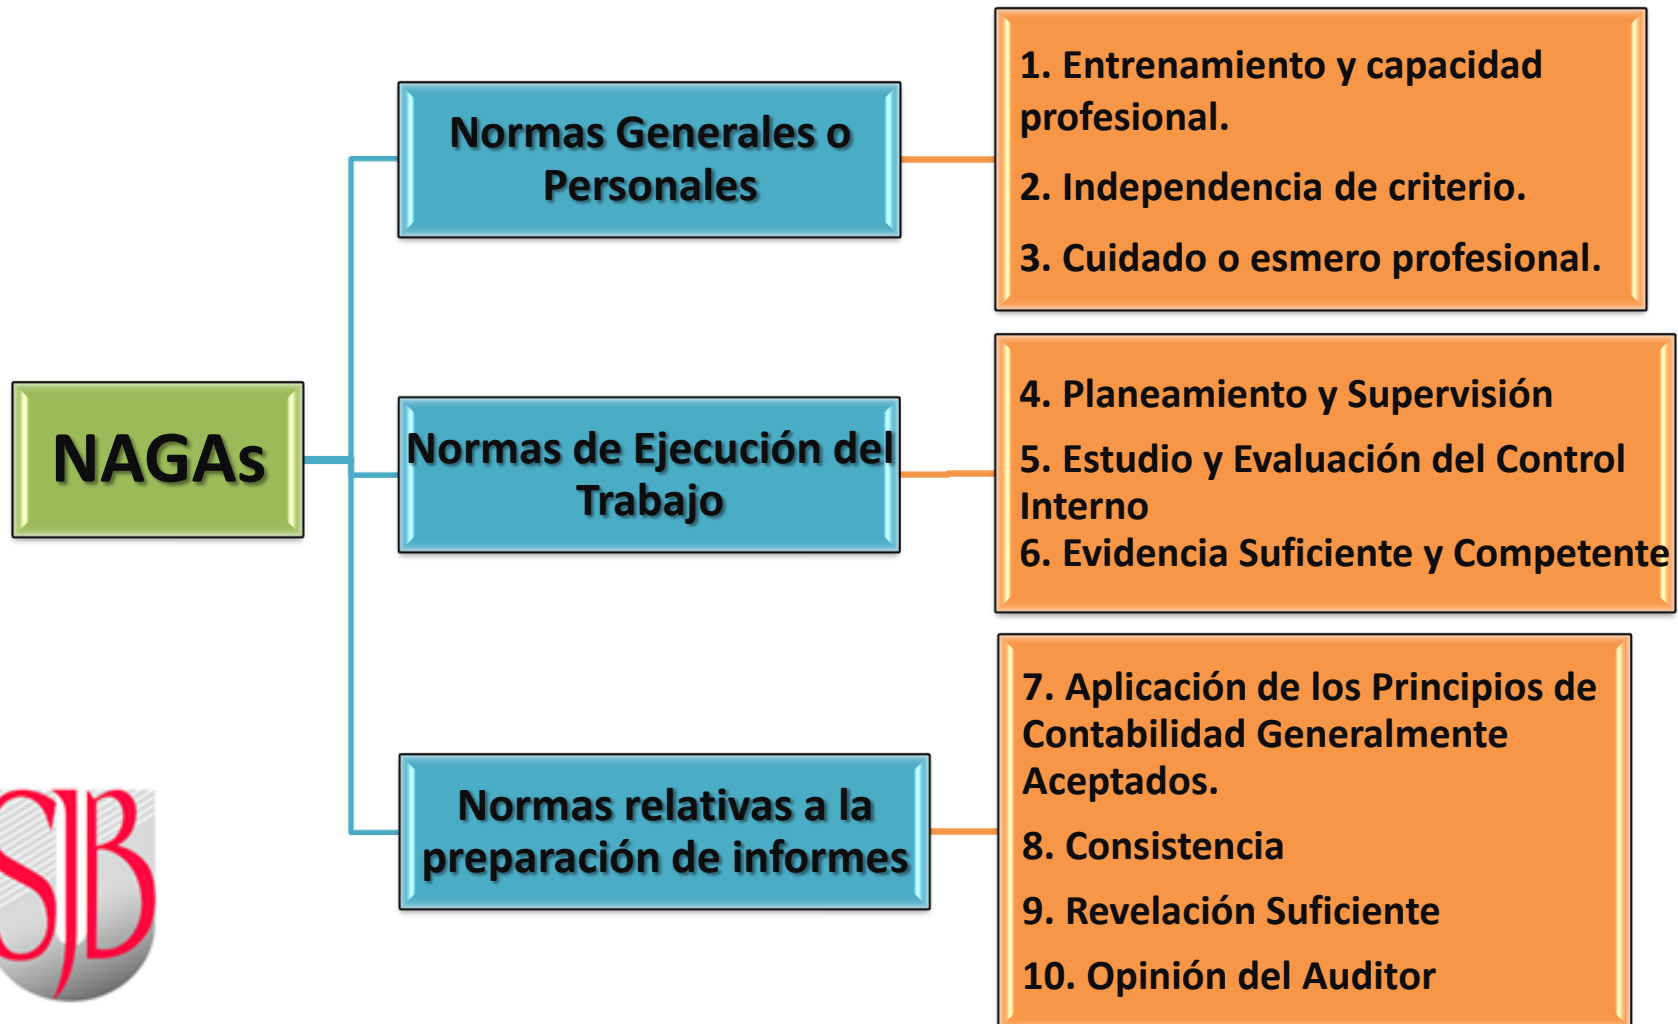 NAGAs
Normas Generales o
Personales
1. Entrenamiento y capacidad
profesional.
2. Independencia de criterio.
3. Cuidado o esmero profesional.
Normas de Ejecución del
Trabajo
4. Planeamiento y Supervisión
5. Estudio y Evaluación del Control
Interno
6. Evidencia Suficiente y Competente
Normas relativas a la
preparación de informes
7. Aplicación de los Principios de
Contabilidad Generalmente
Aceptados.
8. Consistencia
9. Revelación Suficiente
10. Opinión del Auditor
SJB